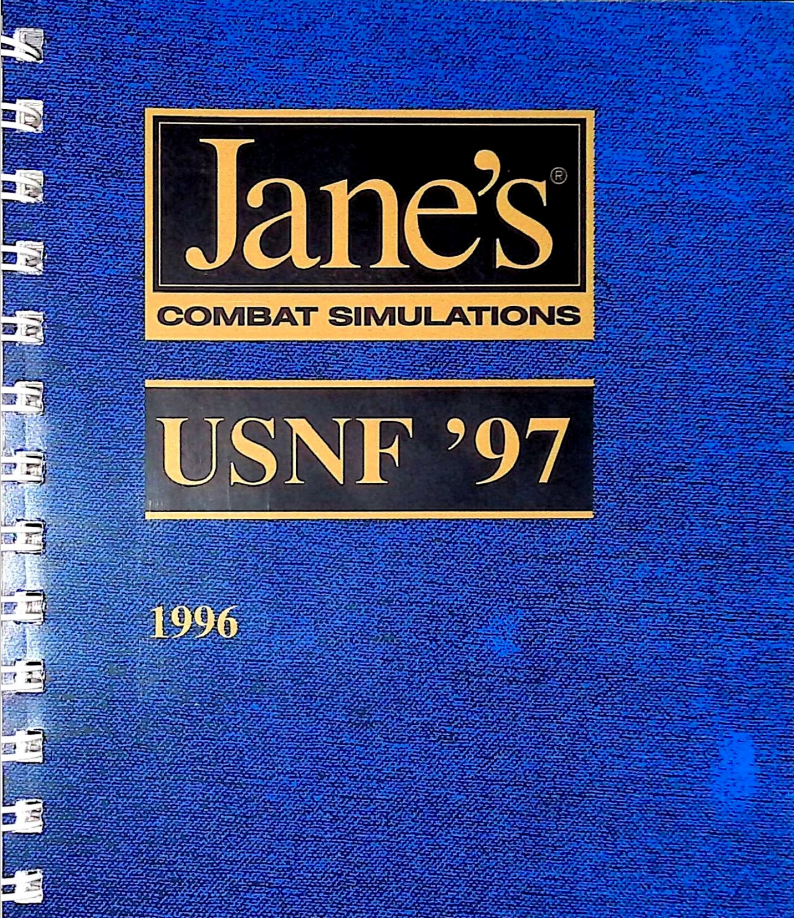 Jane's®
COMBAT SIMULATIONS
USNF ’97
1996